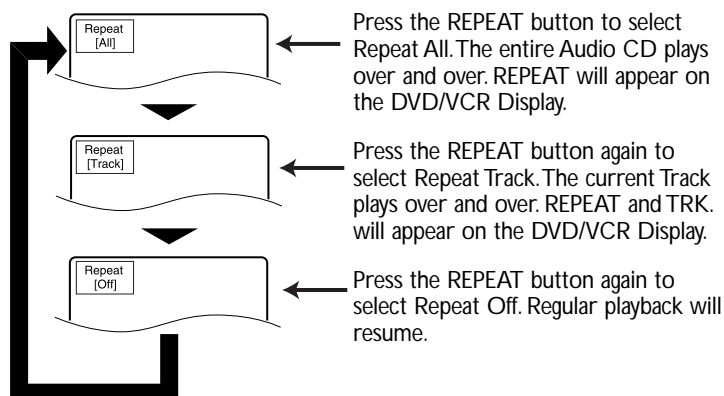 Repeat
[All]
Press the REPEAT button to select
Repeat All. The entire Audio CD plays
over and over. REPEAT will appear on
the DVD/VCR Display.
Repeat
[Track]
Press the REPEAT button again to
select Repeat Track. The current Track
plays over and over. REPEAT and TRK.
will appear on the DVD/VCR Display.
Repeat
[Off]
Press the REPEAT button again to
select Repeat Off. Regular playback will
resume.